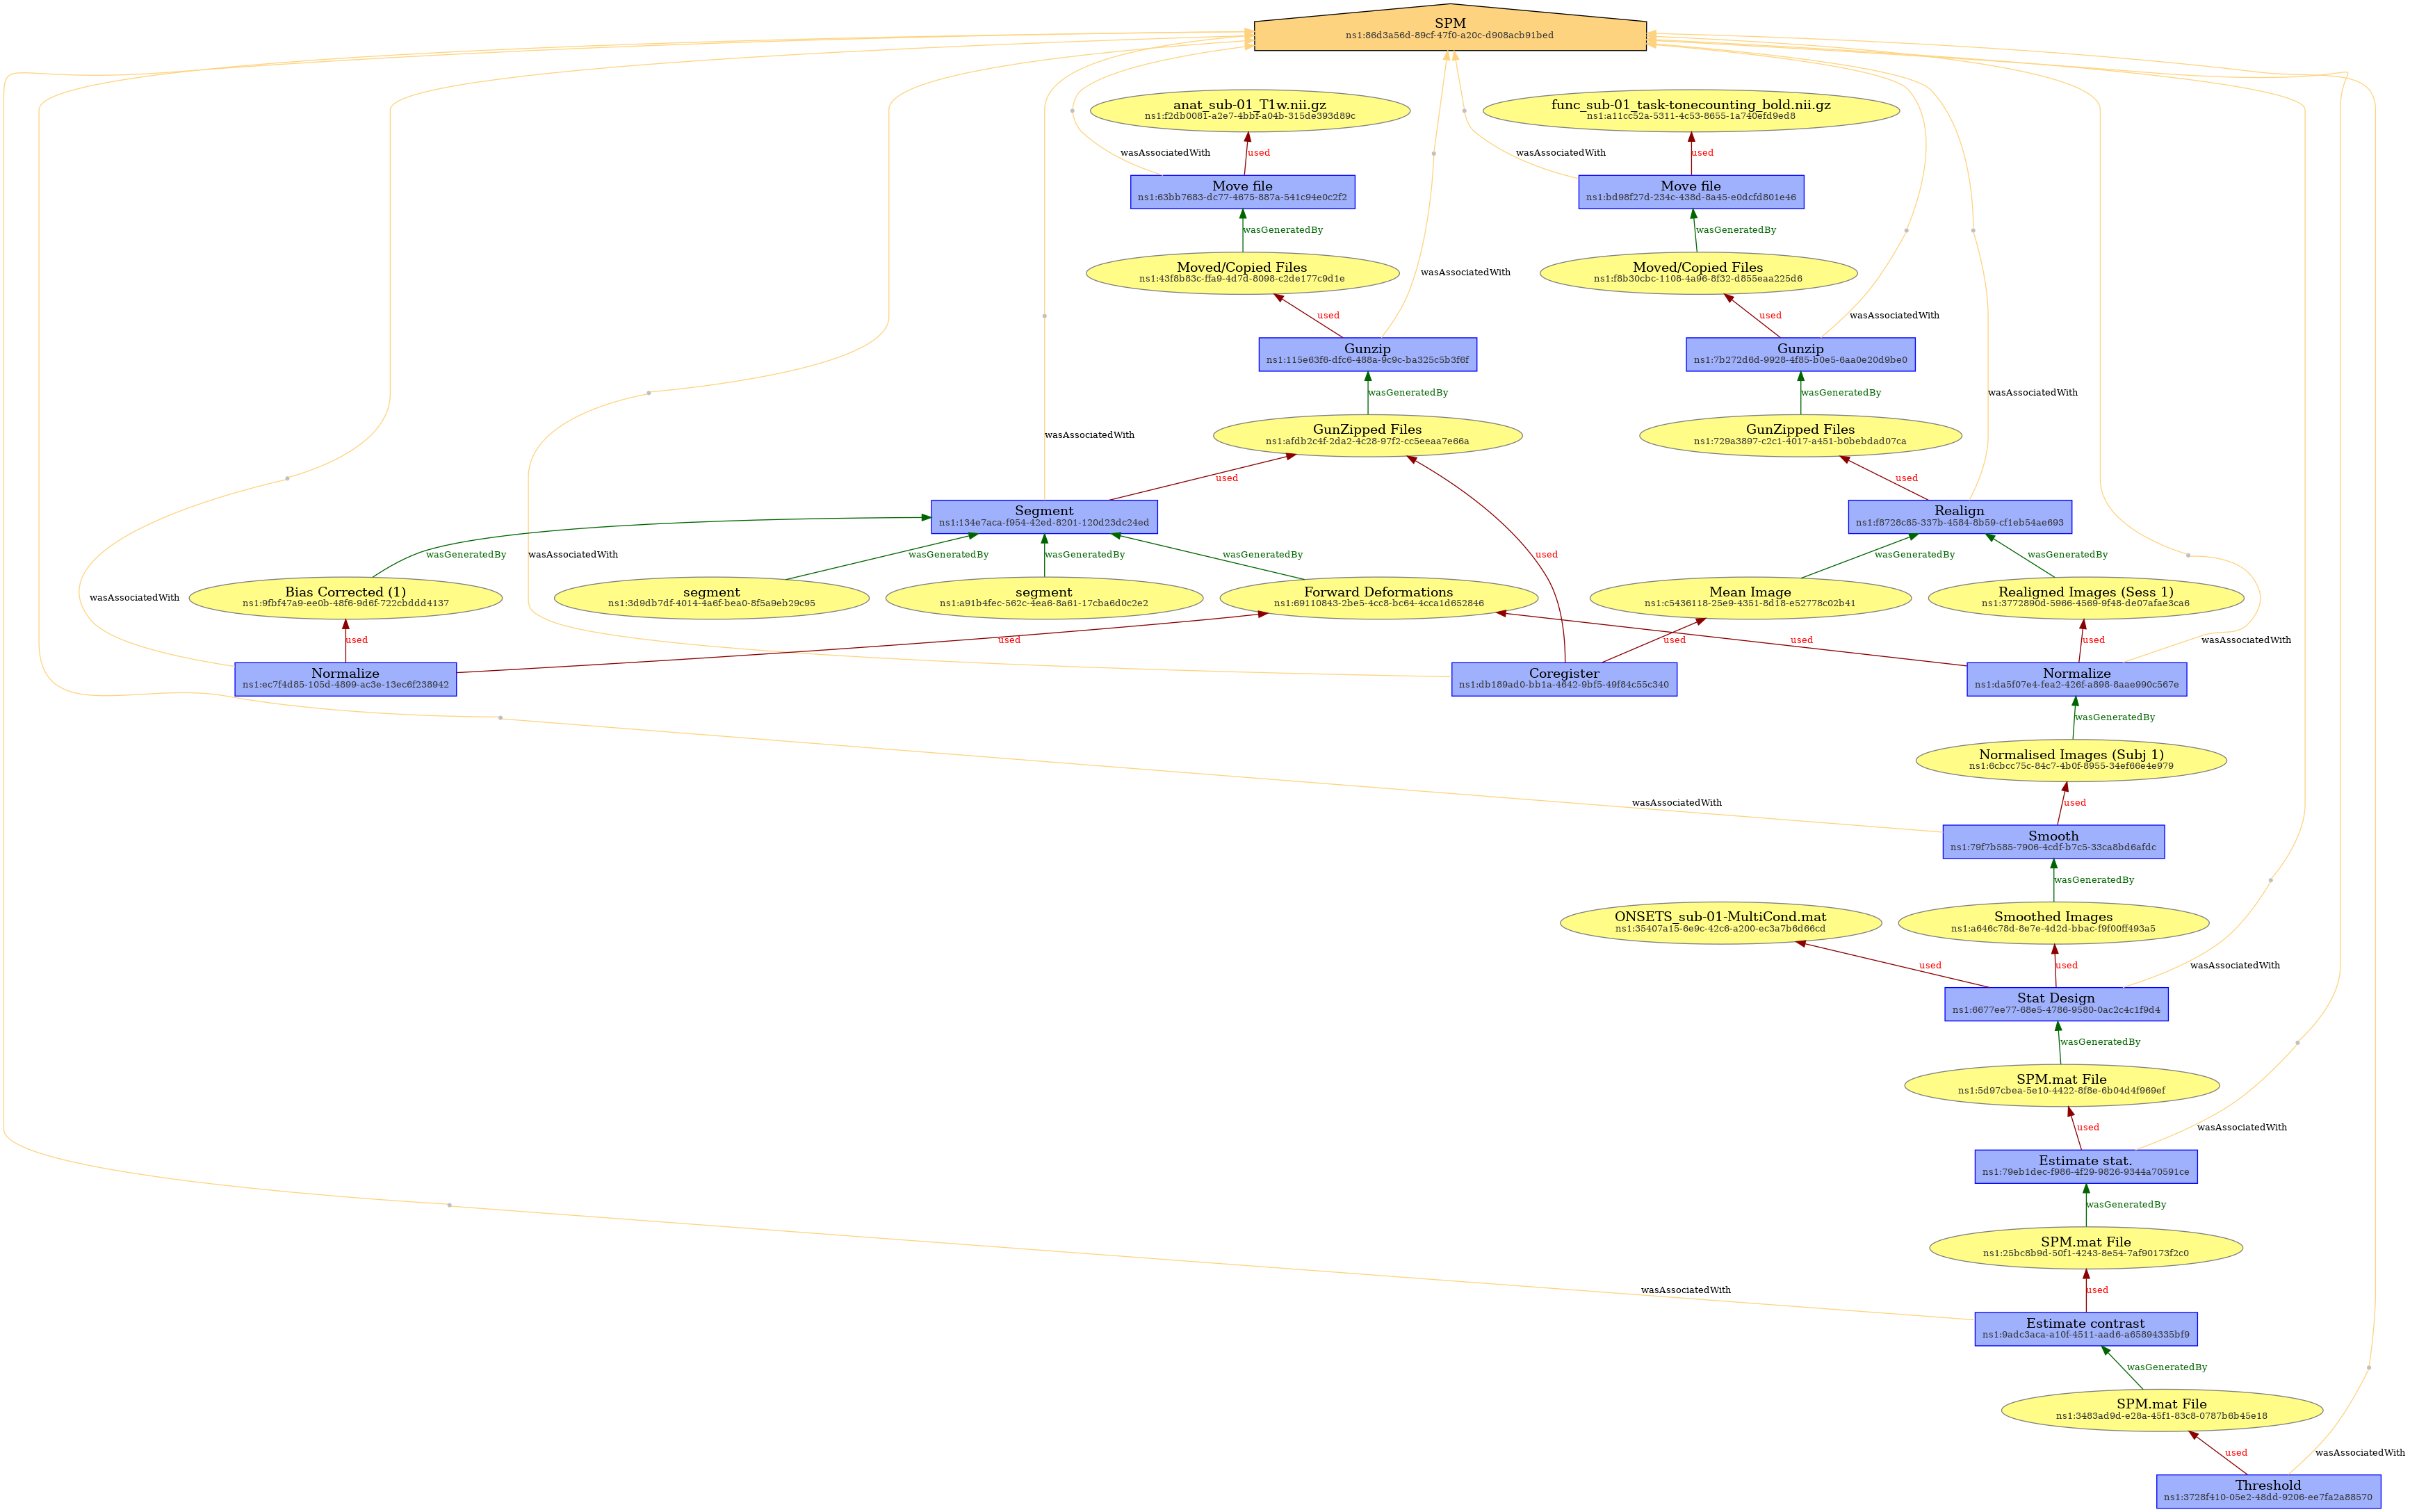 SPM
ns1:86d3a56d-89cf-47f0-a20c-d908acb91bed
anat_sub-01_T1w.nii.gz
ns1:f2db0081-a2e7-4bbf-a04b-315de393d89c
func_sub-01_task-tonecounting_bold.nii.gz
ns1:a11cc52a-5311-4c53-8655-1a740efd9ed8
wasAssociatedWith
used
wasAssociatedWith
used
Move file
ns1:63bb7683-dc77-4675-887a-541c94e0c2f2
Move file
ns1:bd98f27d-234c-438d-8a45-e0dcfd801e46
wasGeneratedBy
wasGeneratedBy
Moved/Copied Files
ns1:43f8b83c-ffa9-4d7d-8098-c2de177c9d1e
wasAssociatedWith
Moved/Copied Files
ns1:f8b30cbc-1108-4a96-8f32-d855eaa225d6
used
used
wasAssociatedWith
Gunzip
ns1:115e63f6-dfc6-488a-9c9c-ba325c5b3f6f
Gunzip
ns1:7b272d6d-9928-4f85-b0e5-6aa0e20d9be0
wasGeneratedBy
wasGeneratedBy
wasAssociatedWith
wasAssociatedWith
GunZipped Files
ns1:afdb2c4f-2da2-4c28-97f2-cc5eeaa7e66a
GunZipped Files
ns1:729a3897-c2c1-4017-a451-b0bebdad07ca
used
used
Segment
ns1:134e7aca-f954-42ed-8201-120d23dc24ed
Realign
ns1:f8728c85-337b-4584-8b59-cf1eb54ae693
wasGeneratedBy
wasAssociatedWith
wasGeneratedBy
wasGeneratedBy
wasGeneratedBy
used
wasGeneratedBy
wasGeneratedBy
wasAssociatedWith
Bias Corrected (1)
ns1:9fbf47a9-ee0b-48f6-9d6f-722cbddd4137
segment
ns1:3d9db7df-4014-4a6f-bea0-8f5a9eb29c95
segment
ns1:a91b4fec-562c-4ea6-8a61-17cba6d0c2e2
Forward Deformations
ns1:69110843-2be5-4cc8-bc64-4cca1d652846
Mean Image
ns1:c5436118-25e9-4351-8d18-e52778c02b41
Realigned Images (Sess 1)
ns1:3772890d-5966-4569-9f48-de07afae3ca6
used
used
used
used
used
wasAssociatedWith
Normalize
ns1:ec7f4d85-105d-4899-ac3e-13ec6f238942
Coregister
ns1:db189ad0-bb1a-4642-9bf5-49f84c55c340
Normalize
ns1:da5f07e4-fea2-426f-a898-8aae990c567e
wasGeneratedBy
Normalised Images (Subj 1)
ns1:6cbcc75c-84c7-4b0f-8955-34ef66e4e979
wasAssociatedWith
used
Smooth
ns1:79f7b585-7906-4cdf-b7c5-33ca8bd6afdc
wasGeneratedBy
ONSETS_sub-01-MultiCond.mat
ns1:35407a15-6e9c-42c6-a200-ec3a7b6d66cd
Smoothed Images
ns1:a646c78d-8e7e-4d2d-bbac-f9f00ff493a5
used
used
wasAssociatedWith
Stat Design
ns1:6677ee77-68e5-4786-9580-0ac2c4c1f9d4
wasGeneratedBy
SPM.mat File
ns1:5d97cbea-5e10-4422-8f8e-6b04d4f969ef
used
wasAssociatedWith
Estimate stat.
ns1:79eb1dec-f986-4f29-9826-9344a70591ce
wasGeneratedBy
SPM.mat File
ns1:25bc8b9d-50f1-4243-8e54-7af90173f2c0
wasAssociatedWith
used
Estimate contrast
ns1:9adc3aca-a10f-4511-aad6-a65894335bf9
wasGeneratedBy
SPM.mat File
ns1:3483ad9d-e28a-45f1-83c8-0787b6b45e18
used
wasAssociatedWith
Threshold
ns1:3728f410-05e2-48dd-9206-ee7fa2a88570